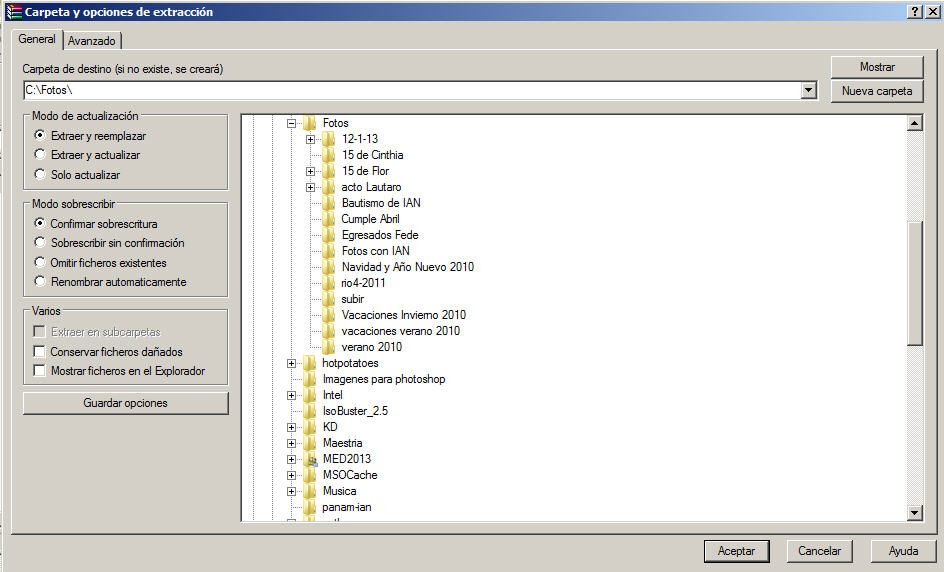 Carpeta y opciones de extracción
General
Avanzado
Carpeta de destino (si no existe, se creará)
C:\Fotos\
Mostrar
Nueva carpeta
Modo de actualización
Extraer y reemplazar
Extraer y actualizar
Solo actualizar
Modo sobrescribir
Confirmar sobrescritura
Sobrescribir sin confirmación
Omitir ficheros existentes
Renombrar automaticamente
Varios
Extraer en subcarpetas
Conservar ficheros dañados
Mostrar ficheros en el Explorador
Guardar opciones
Fotos
12-1-13
15 de Cinthia
15 de Flor
acto Lautaro
Bautismo de IAN
Cumple Abril
Egresados Fede
Fotos con IAN
Navidad y Año Nuevo 2010
rio4-2011
subir
Vacaciones Invierno 2010
vacaciones verano 2010
verano 2010
hotpotatoes
Imagenes para photoshop
Intel
IsoBuster_2.5
KD
Maestria
MED2013
MSOCache
Musica
panam-ian
Aceptar
Cancelar
Ayuda